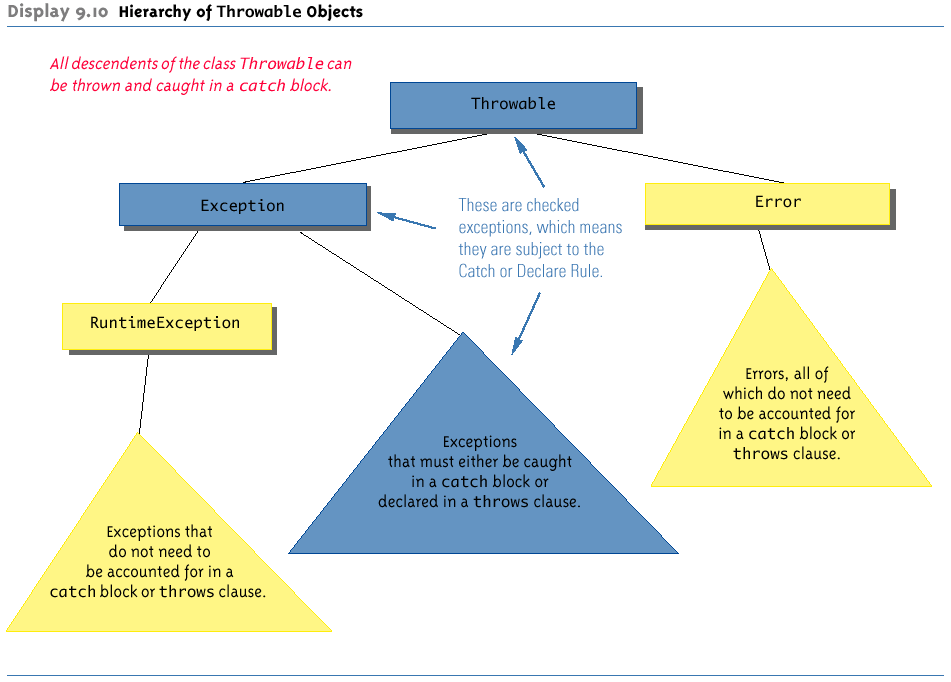 Display 9.10 Hierarchy of Throwable Objects
All descendents of the class Throwable can
be thrown and caught in a catch block.
Throwable
Exception
These are checked
exceptions, which means
they are subject to the
Catch or Declare Rule.
Error
RuntimeException
Errors, all of
which do not need
to be accounted for
in a catch block or
throws clause.
Exceptions
that must either be caught
in a catch block or
declared in a throws clause.
Exceptions that
do not need to
be accounted for in a
catch block or throws clause.